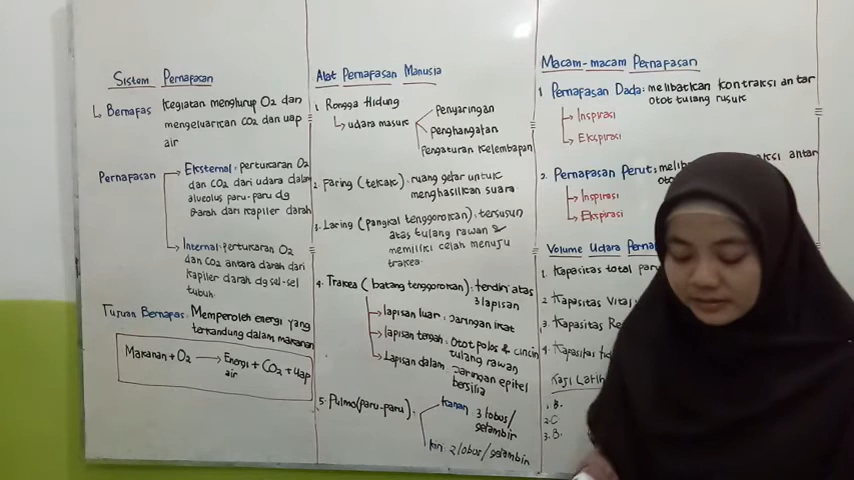 Sistem Pernapasan
Bernapas kegiatan menghirup O2 dan
mengeluarkan CO2 dan uap
air
Pernapasan
Eksternal: pertukaran O2
dan CO2 dari udara dalam
alveolus paru-paru dg
darah dari kapiler darah
Internal: pertukaran O2
dan CO2 antara darah dari
kapiler darah dg sel-sel
tubuh.
Tujuan Bernapas: Memperoleh energi yang
terkandung dalam makanan
Makanan + O2 → Energi + CO2 + uap
air
Alat Pernapasan Manusia
1. Rongga Hidung
udara masuk
Penyaringan
Penghangatan
Pengaturan Kelembapan
2. Faring (tekak): ruang getar untuk
menghasilkan suara
3. Laring (pangkal tenggorokan): tersusun
atas tulang rawan &
memiliki celah menuju
trakea.
4. Trakea (batang tenggorokan): terdiri atas
3 lapisan
lapisan luar: Jaringan ikat
lapisan tengah: Otot polos & cincin
tulang rawan
Lapisan dalam: Jaringan epitel
bersilia
5. Pulmo (paru-paru).
kanan 3 lobus/
gelambir
kiri 2 lobus/gelambir
Macam-macam Pernapasan
1. Pernapasan Dada: melibatkan kontraksi antar
otot tulang rusuk
Inspirasi
Ekspirasi
2. Pernapasan Perut: antar
Inspirasi
Ekspirasi
Volume Udara
1. Kapasitas total
2. Kapasitas Vital
3. Kapasitas
4. Kapasitas
1. B.
2. C
3. B.